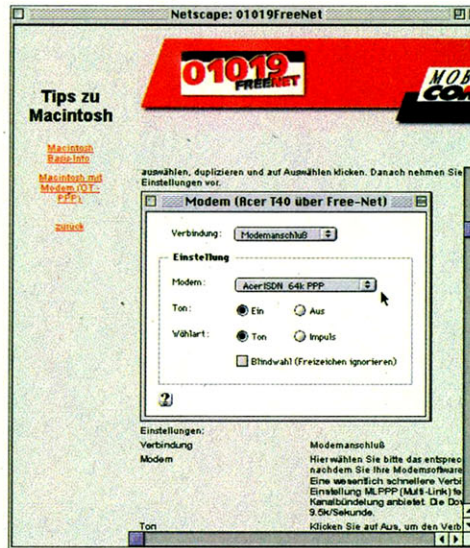 Netscape: 01019FreeNet
01019
FREENET
MOB
COM
Tips zu
Macintosh
Macintosh
Basic-Info
Macintosh mit
Modem (OT-
PPP)
zurück
auswählen, duplizieren und auf Auswählen klicken. Danach nehmen Sie
Einstellungen vor.
Modem (Acer T40 über Free-Net)
Verbindung: Modemanschluß
Einstellung
Modem: AcerISDN 64k PPP
Ton: Ein Aus
Wählart: Ton Impuls
Blindwahl (Freizeichen ignorieren)
?
Einstellungen:
Verbindung Modemanschluß
Modem Hier wählen Sie bitte das entsprec
nachdem Sie Ihre Modemsoftware
Eine wesentlich schnellere Verbi
Einstellung MLPPP (Multi-Link) fe
Kanalbündelung anbietet. Die Dov
9.5k/Sekunde.
Ton Klicken Sie auf Aus, um den Verb